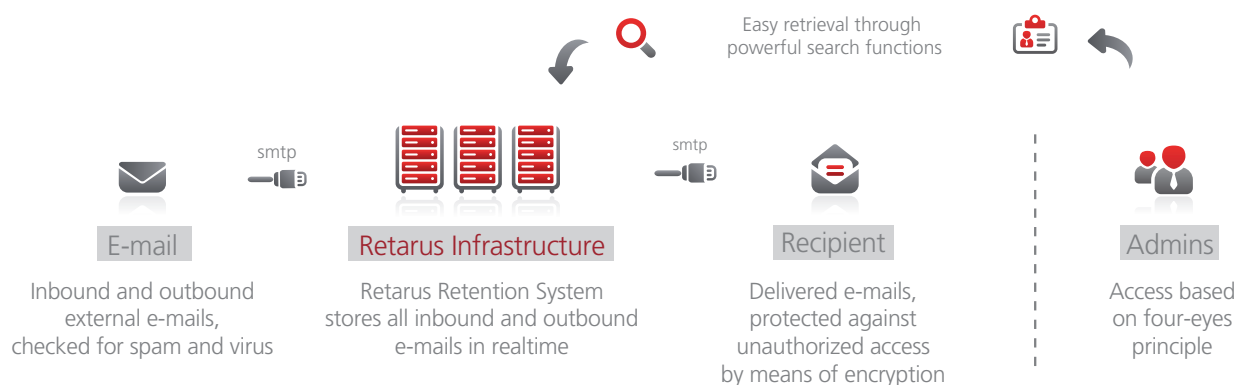 Easy retrieval through
powerful search functions
smtp
smtp
E-mail
Inbound and outbound
external e-mails,
checked for spam and virus
Retarus Infrastructure
Retarus Retention System
stores all inbound and outbound
e-mails in realtime
Recipient
Delivered e-mails,
protected against
unauthorized access
by means of encryption
Admins
Access based
on four-eyes
principle